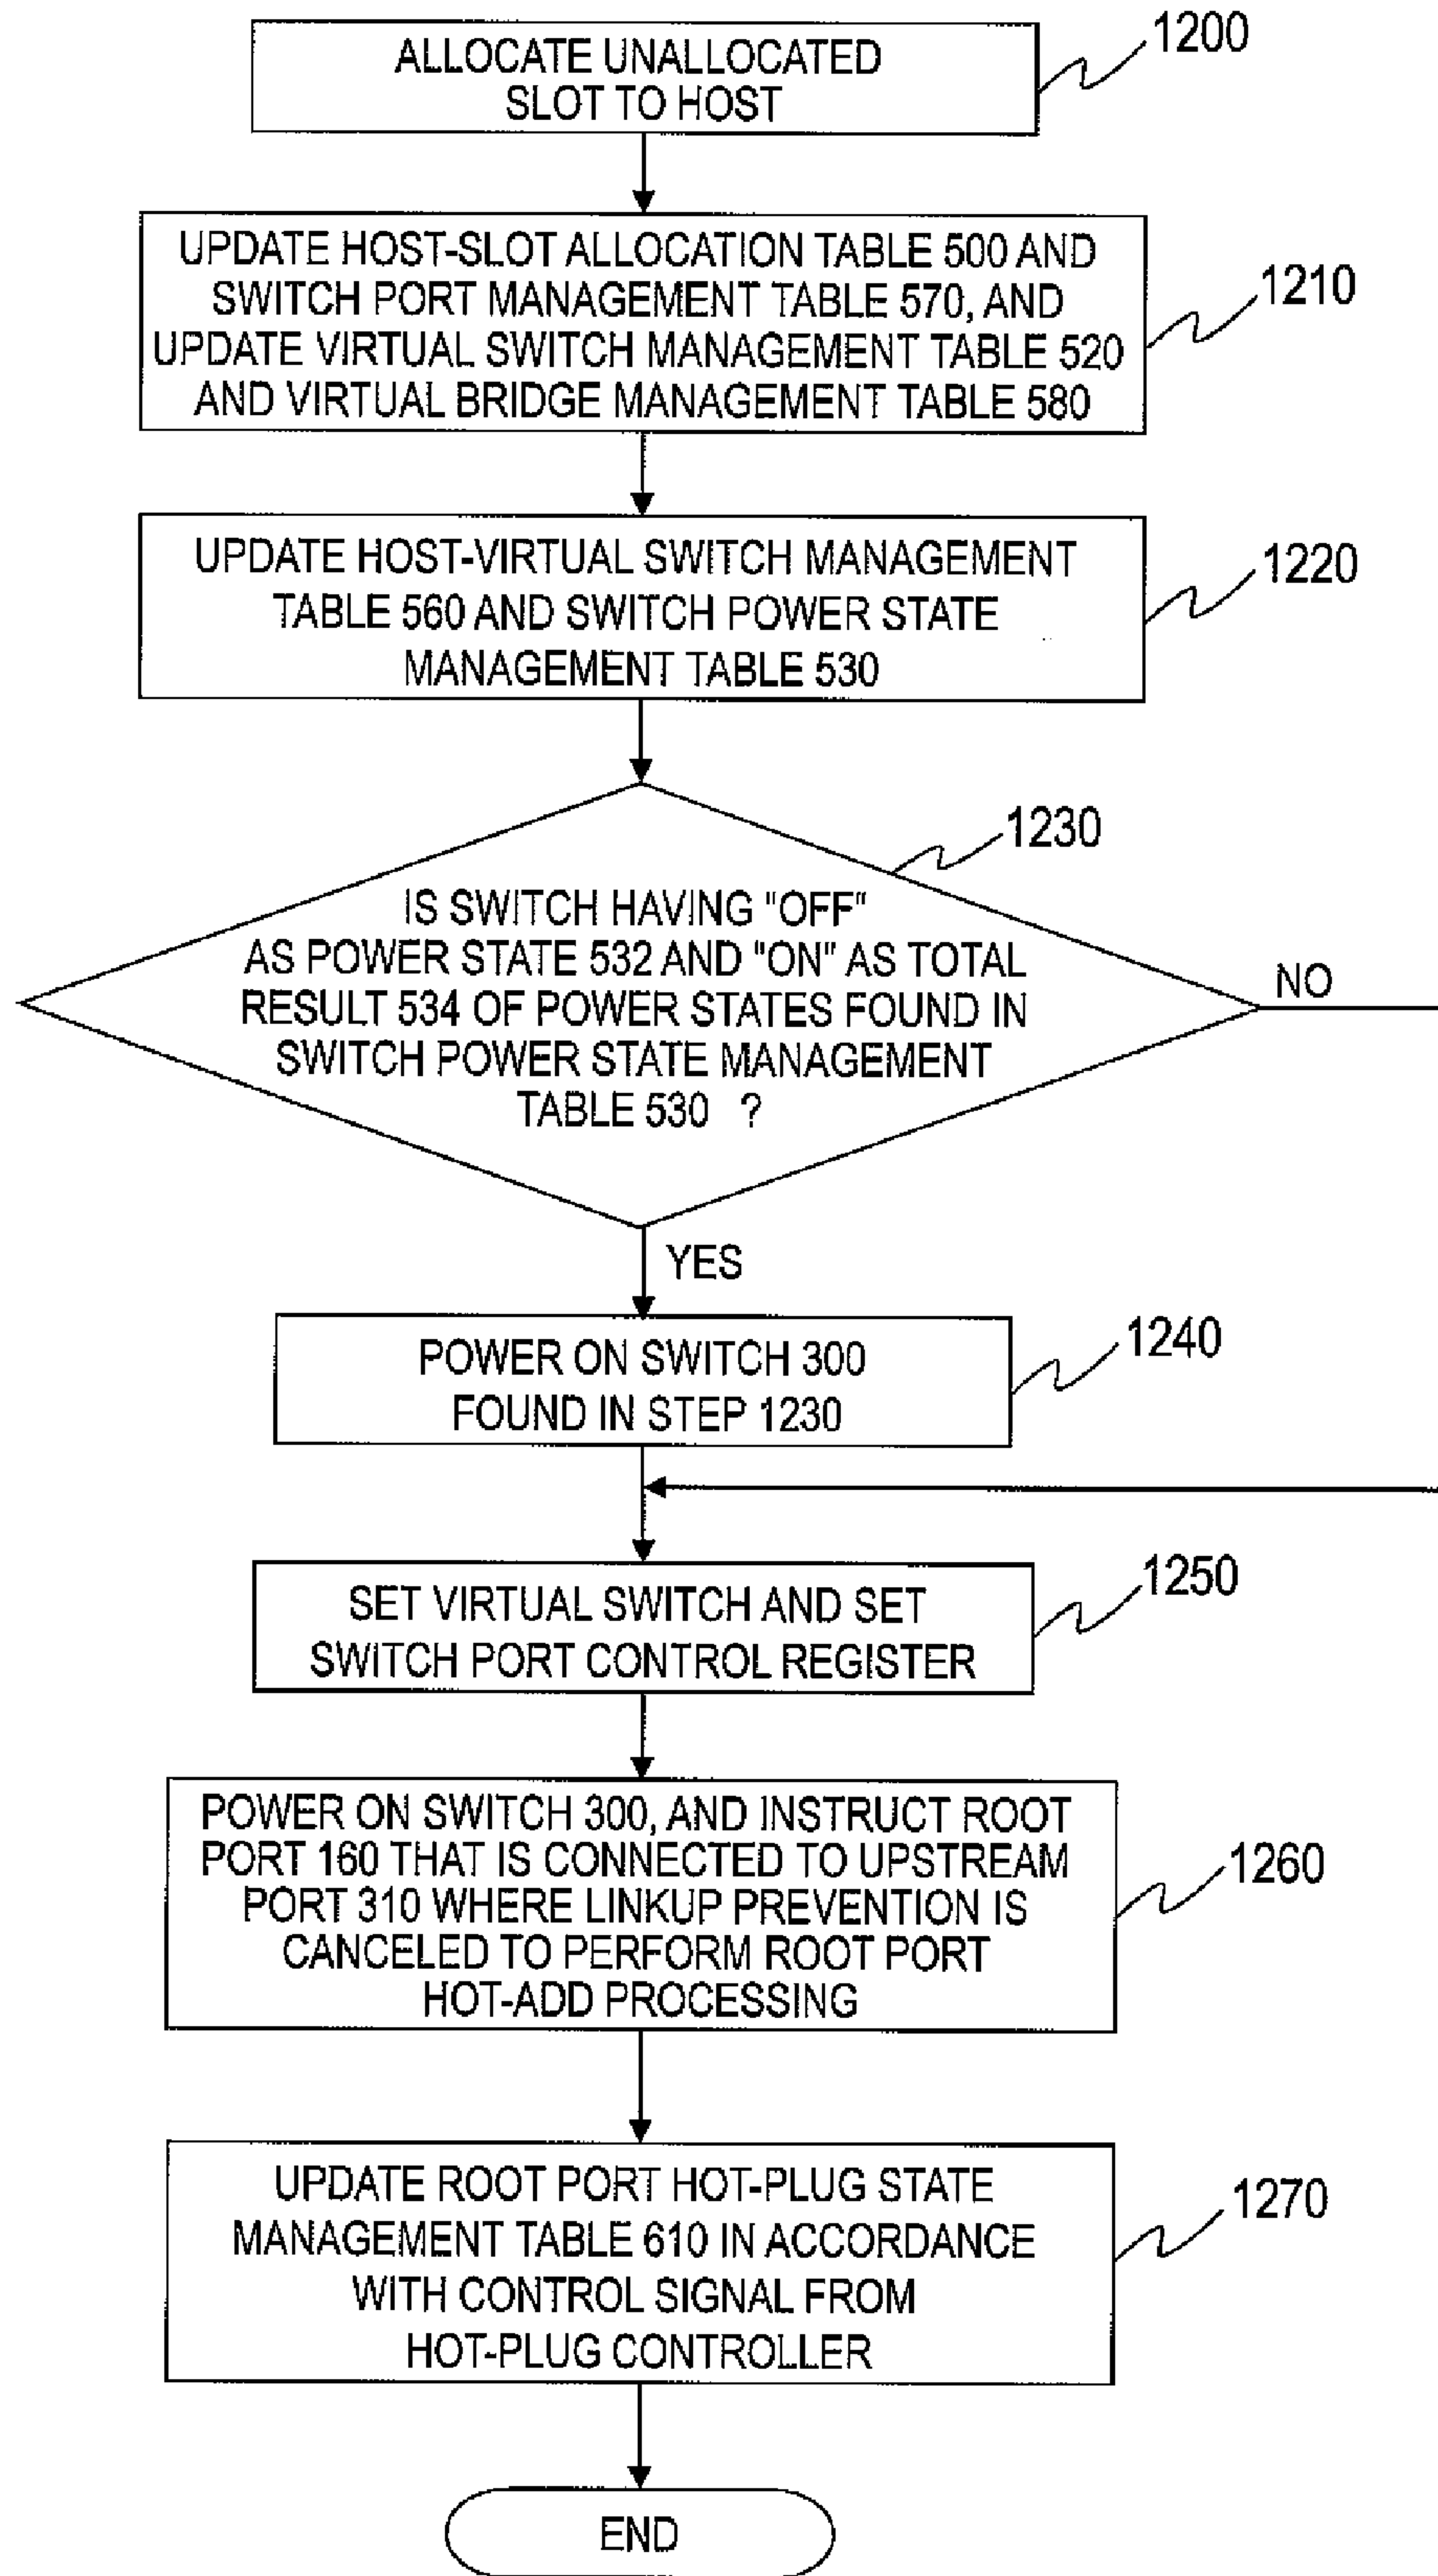 ALLOCATE UNALLOCATED
SLOT TO HOST
1200
UPDATE HOST-SLOT ALLOCATION TABLE 500 AND
SWITCH PORT MANAGEMENT TABLE 570, AND
UPDATE VIRTUAL SWITCH MANAGEMENT TABLE 520
AND VIRTUAL BRIDGE MANAGEMENT TABLE 580
1210
UPDATE HOST-VIRTUAL SWITCH MANAGEMENT
TABLE 560 AND SWITCH POWER STATE
MANAGEMENT TABLE 530
1220
1230
IS SWITCH HAVING "OFF"
AS POWER STATE 532 AND "ON" AS TOTAL
RESULT 534 OF POWER STATES FOUND IN
SWITCH POWER STATE MANAGEMENT
TABLE 530 ?
NO
YES
POWER ON SWITCH 300
FOUND IN STEP 1230
1240
SET VIRTUAL SWITCH AND SET
SWITCH PORT CONTROL REGISTER
1250
POWER ON SWITCH 300, AND INSTRUCT ROOT
PORT 160 THAT IS CONNECTED TO UPSTREAM
PORT 310 WHERE LINKUP PREVENTION IS
CANCELED TO PERFORM ROOT PORT
HOT-ADD PROCESSING
1260
UPDATE ROOT PORT HOT-PLUG STATE
MANAGEMENT TABLE 610 IN ACCORDANCE
WITH CONTROL SIGNAL FROM
HOT-PLUG CONTROLLER
1270
END